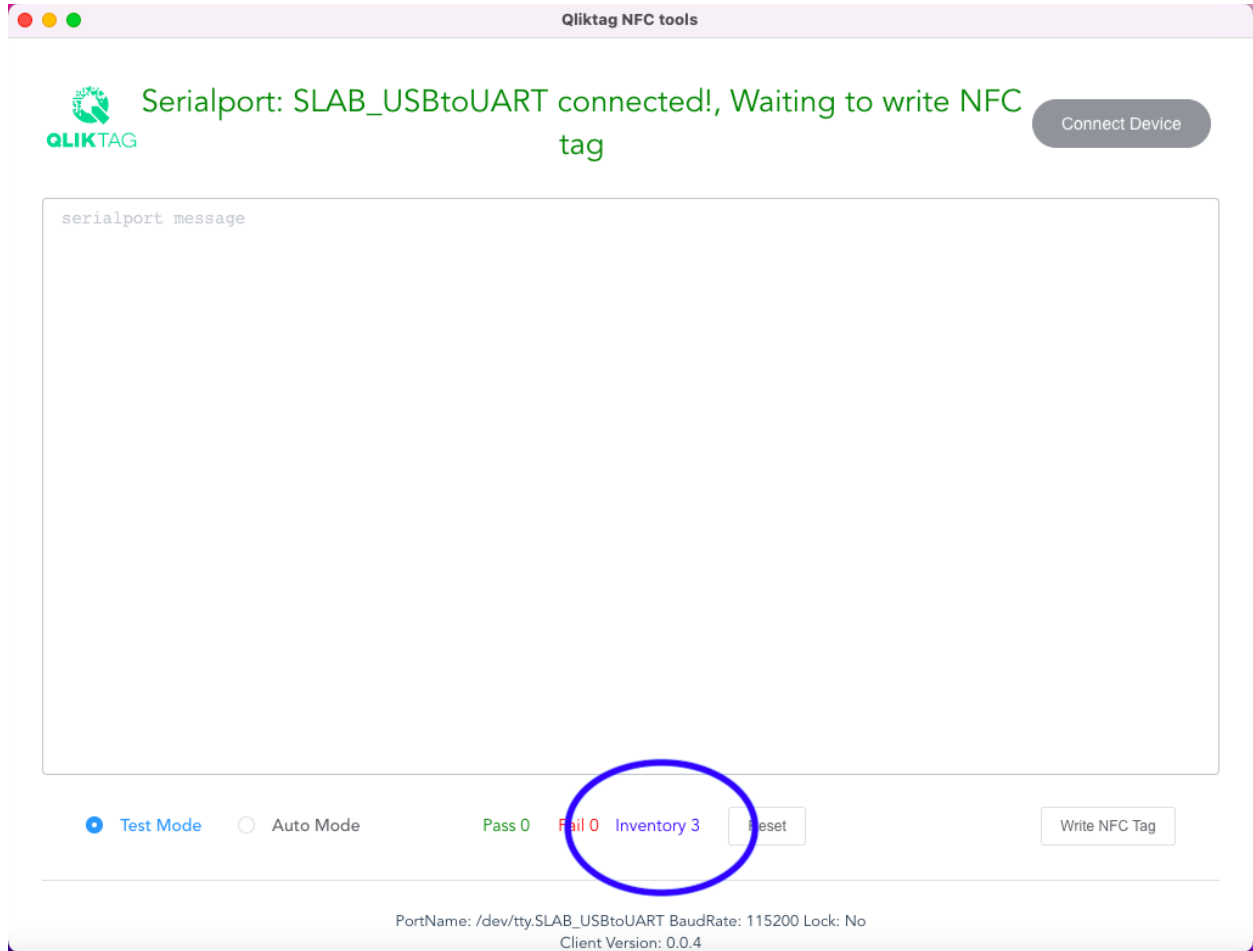 Qliktag NFC tools
Serialport: SLAB_USBtoUART connected!, Waiting to write NFC
tag
QLIKTAG
Connect Device
serialport message
Test Mode
Auto Mode
Pass 0
Fail 0
Inventory 3
Reset
Write NFC Tag
PortName: /dev/tty.SLAB_USBtoUART BaudRate: 115200 Lock: No
Client Version: 0.0.4